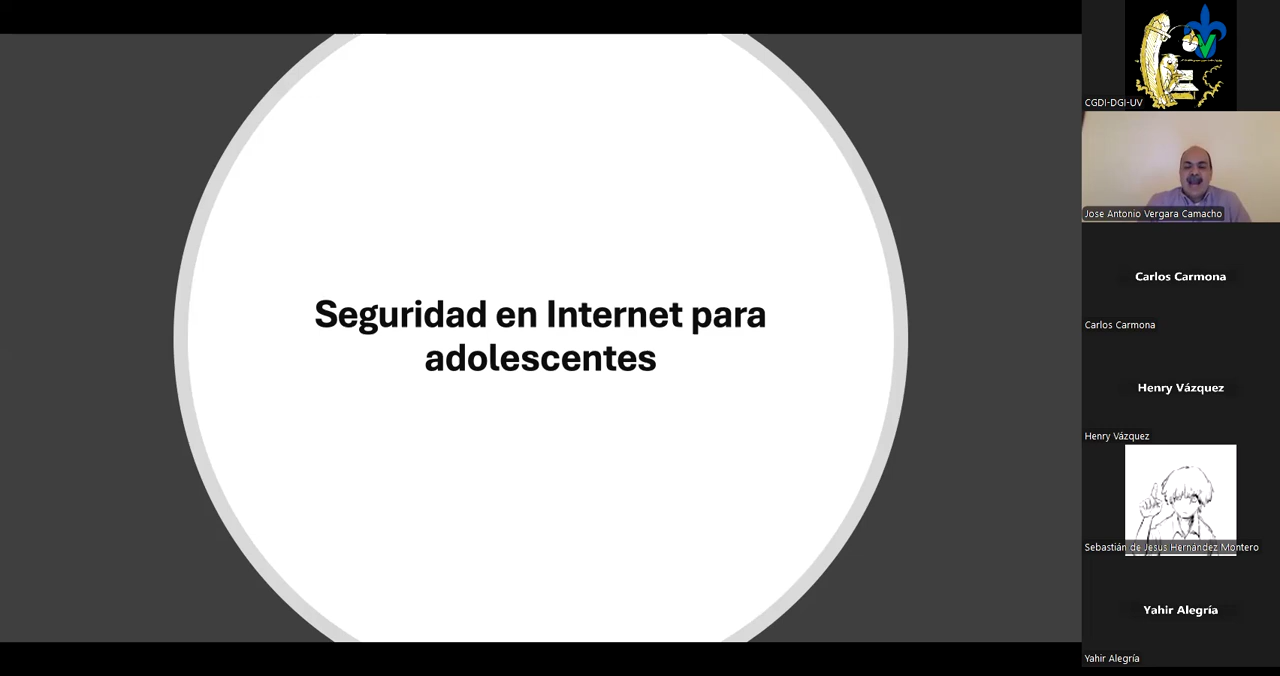 Seguridad en Internet para
adolescentes
CGDI-DGI-UV
Jose Antonio Vergara Camacho
Carlos Carmona
Carlos Carmona
Henry Vázquez
Henry Vázquez
Sebastián de Jesus Hernández Montero
Yahir Alegría
Yahir Alegría